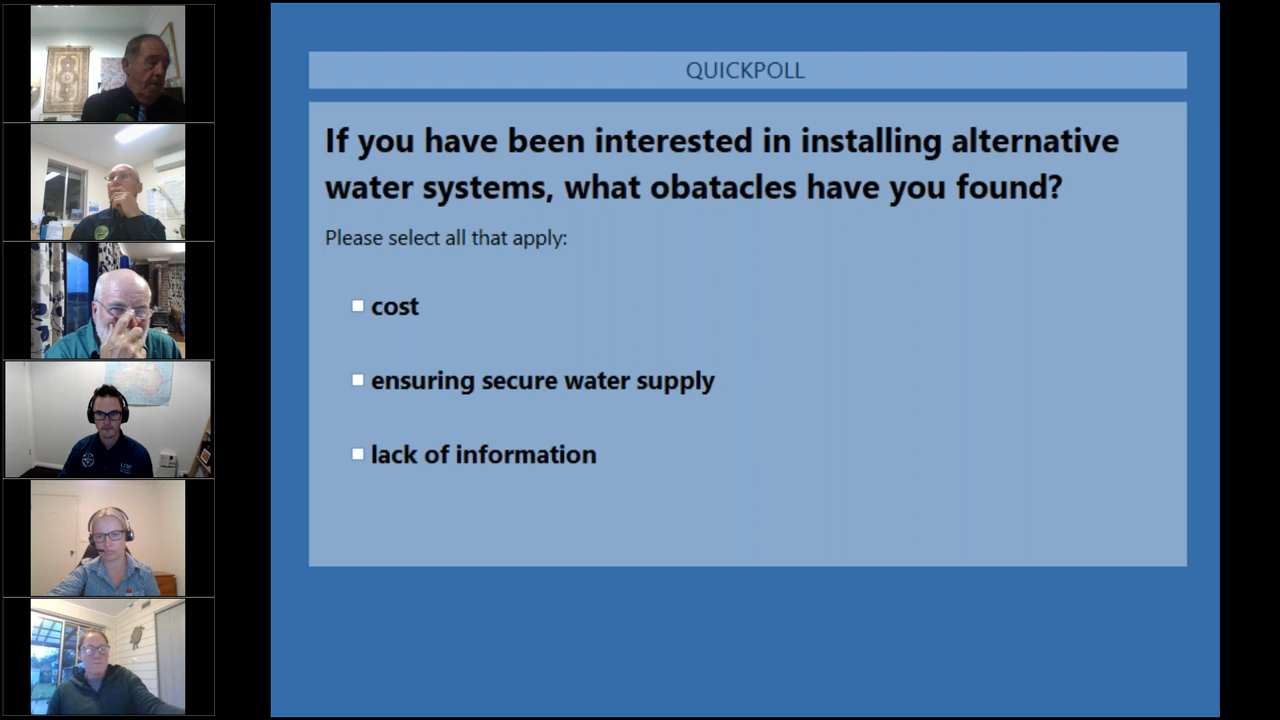 QUICKPOLL
If you have been interested in installing alternative
water systems, what obatacles have you found?
Please select all that apply:
cost
ensuring secure water supply
lack of information